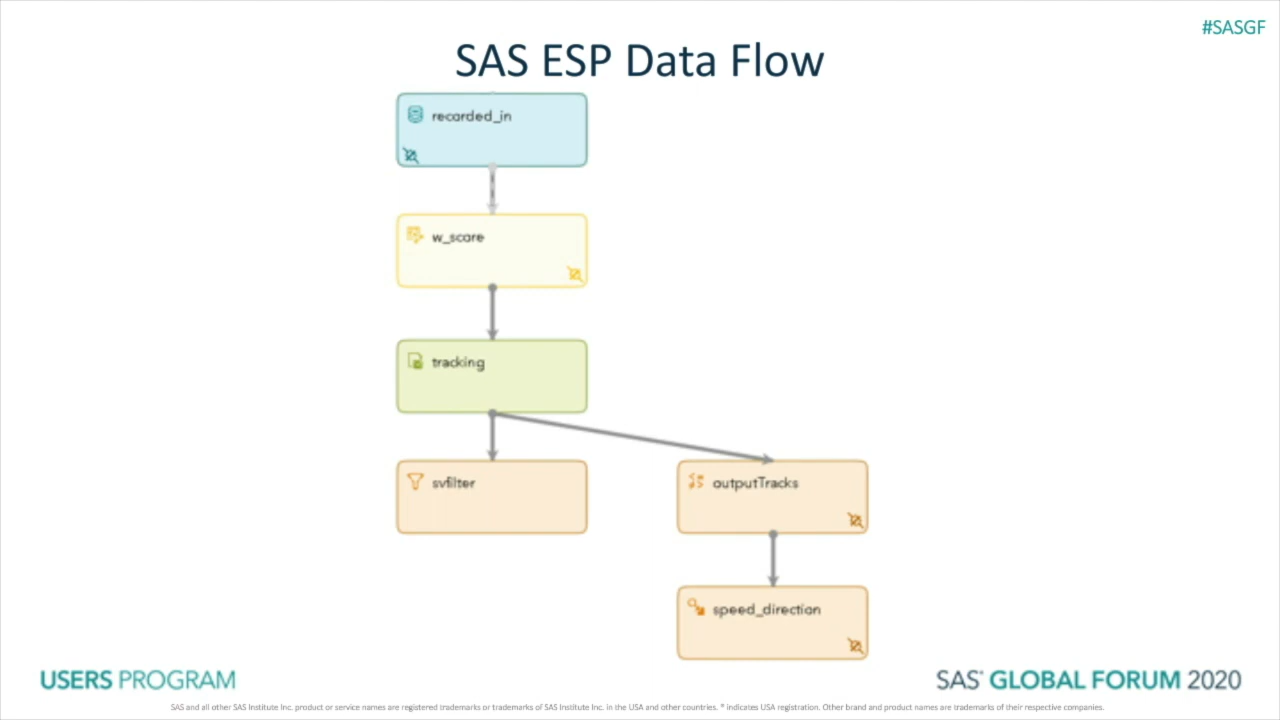 #SASGF
SAS ESP Data Flow
recorded_in
w_score
tracking
svfilter
outputTracks
speed_direction
USERS PROGRAM
SAS® GLOBAL FORUM 2020
SAS and all other SAS Institute Inc. product or service names are registered trademarks or trademarks of SAS Institute Inc. in the USA and other countries. ® indicates USA registration. Other brand and product names are trademarks of their respective companies.